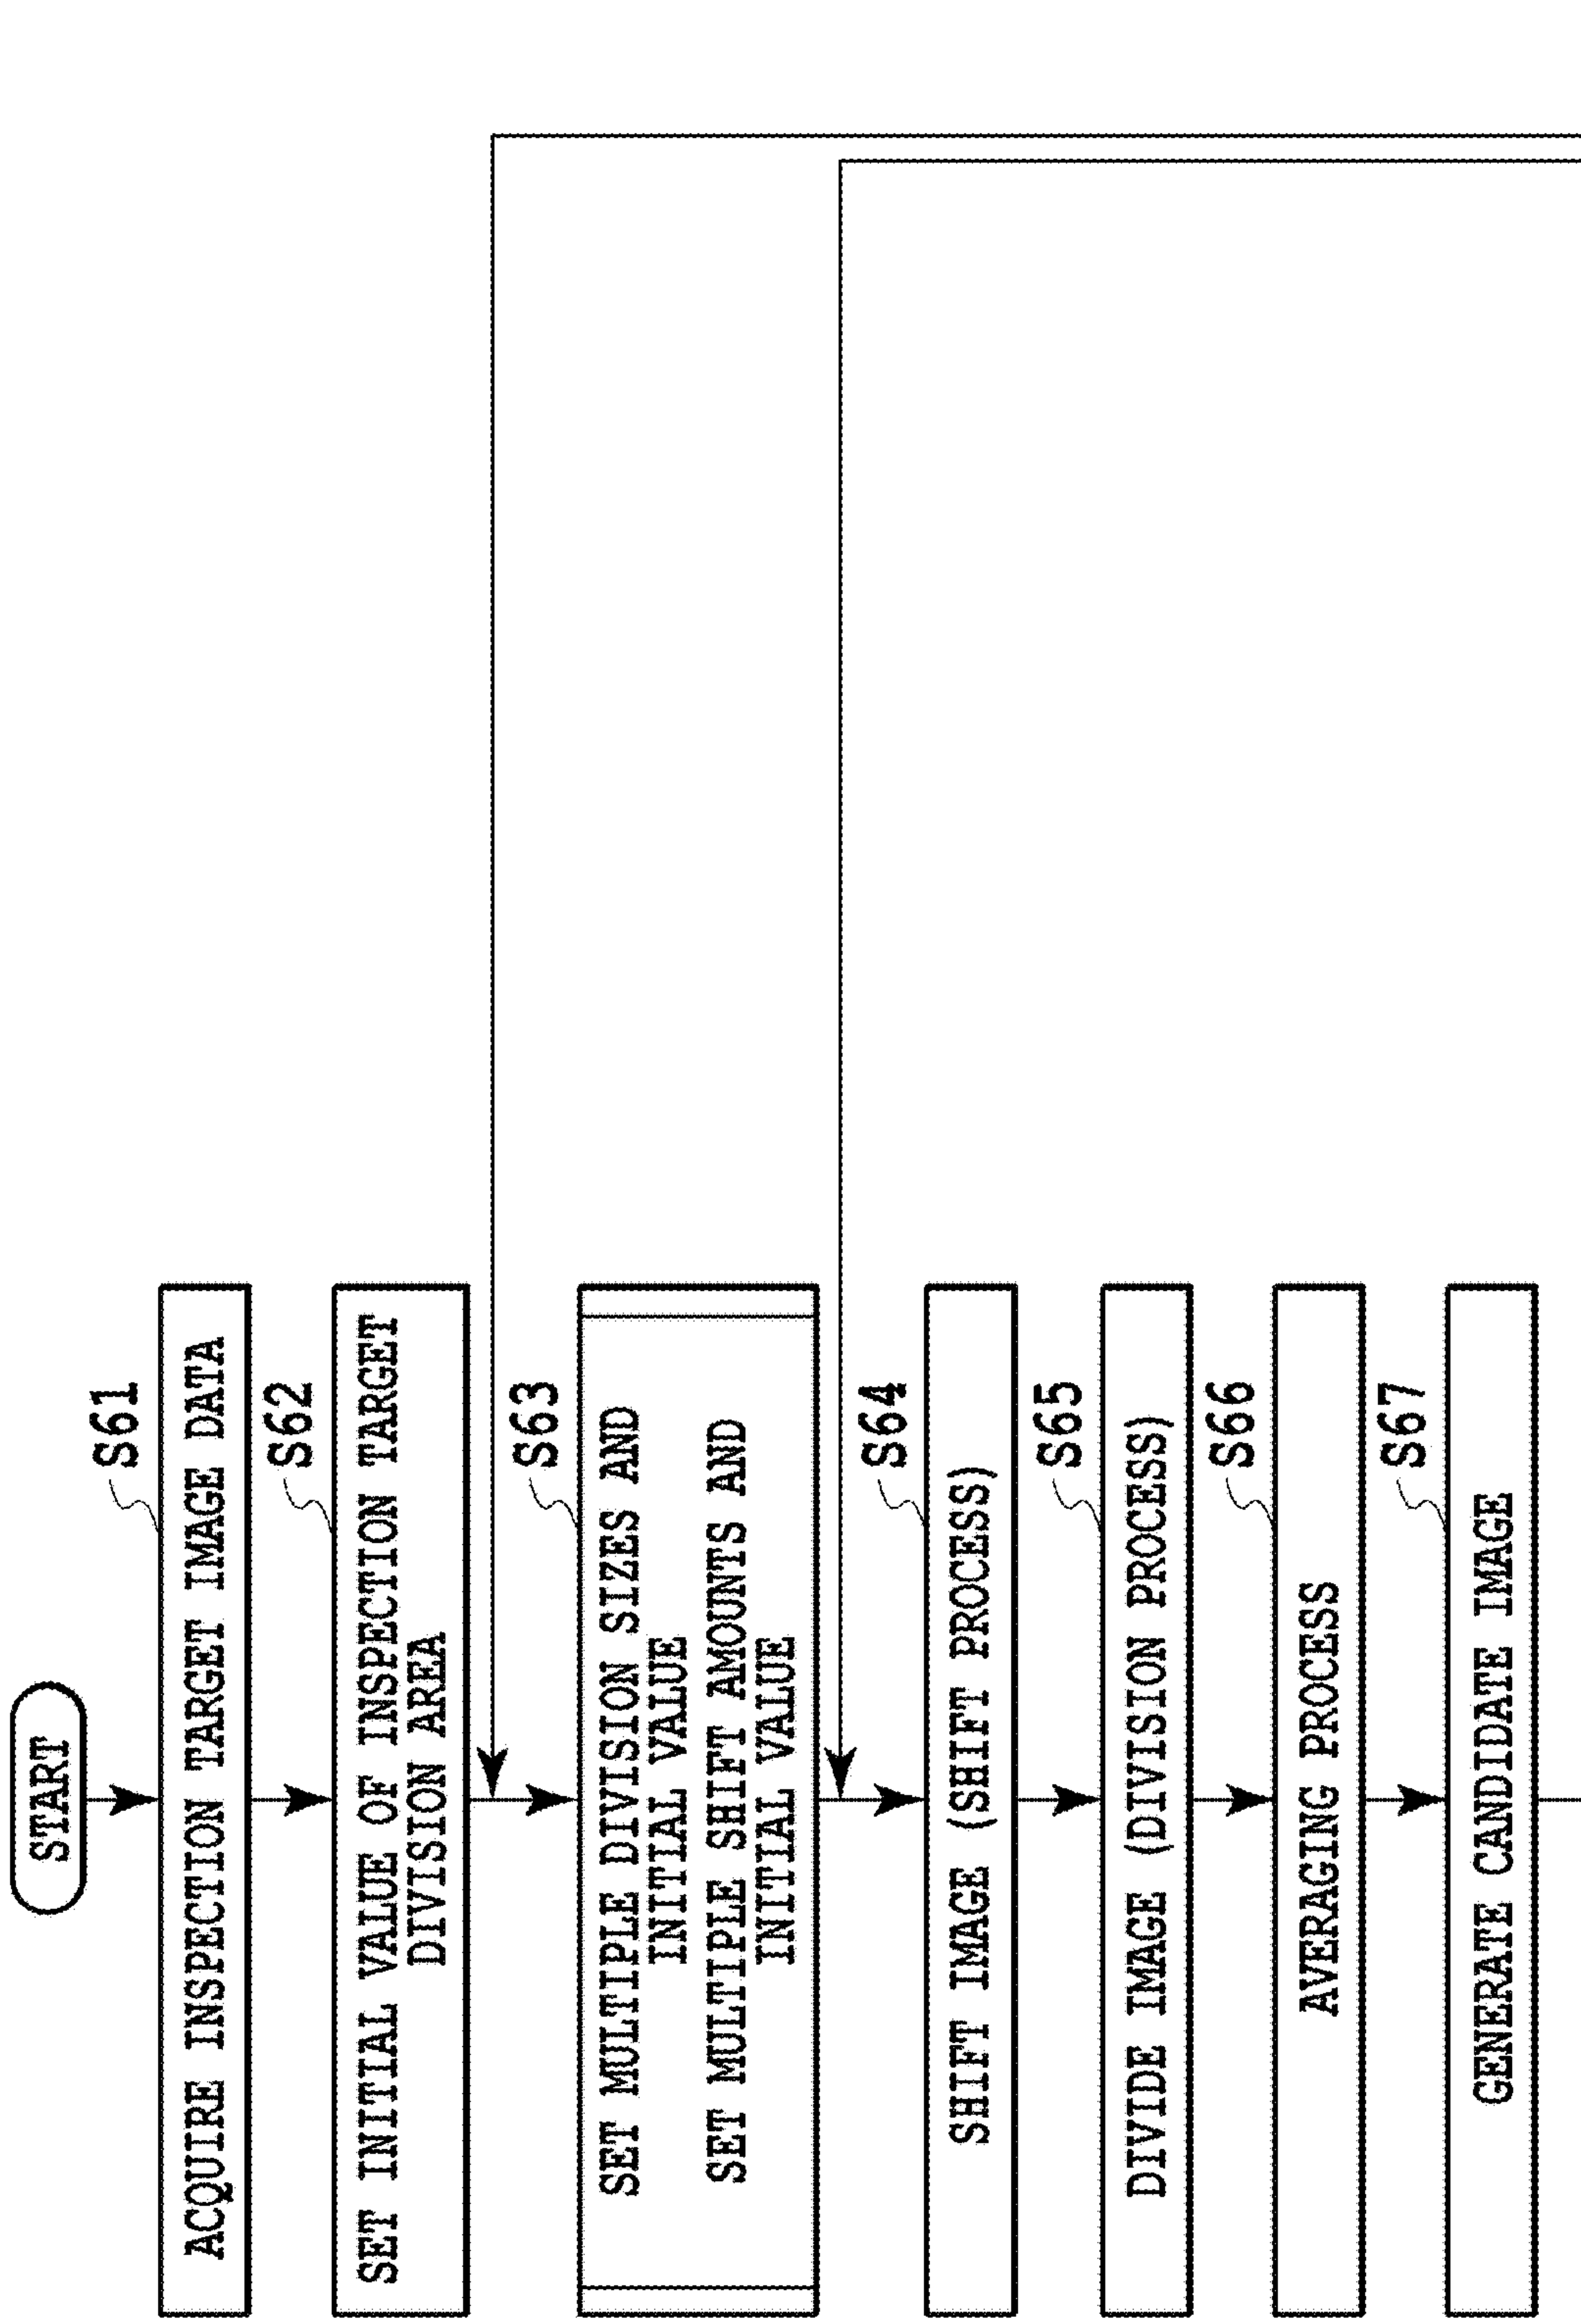 START
S61
ACQUIRE INSPECTION TARGET IMAGE DATA
S62
SET INITIAL VALUE OF INSPECTION TARGET
DIVISION AREA
S63
SET MULTIPLE DIVISION SIZES AND
INITIAL VALUE
SET MULTIPLE SHIFT AMOUNTS AND
INITIAL VALUE
S64
SHIFT IMAGE (SHIFT PROCESS)
S65
DIVIDE IMAGE (DIVISION PROCESS)
S66
AVERAGING PROCESS
S67
GENERATE CANDIDATE IMAGE